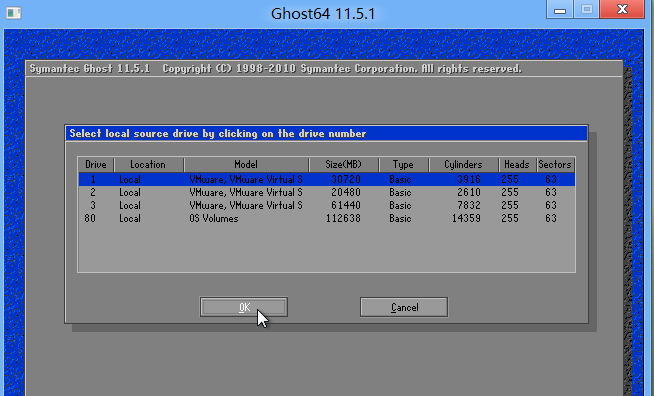 Ghost64 11.5.1
Symantec Ghost 11.5.1 Copyright (C) 1998-2010 Symantec Corporation. All rights reserved.
Select local source drive by clicking on the drive number
Drive Location Model Size(MB) Type Cylinders Heads Sectors
1 Local VMware, VMware Virtual S 30720 Basic 3916 255 63
2 Local VMware, VMware Virtual S 20480 Basic 2610 255 63
3 Local VMware, VMware Virtual S 61440 Basic 7832 255 63
80 Local OS Volumes 112638 Basic 14359 255 63
OK Cancel